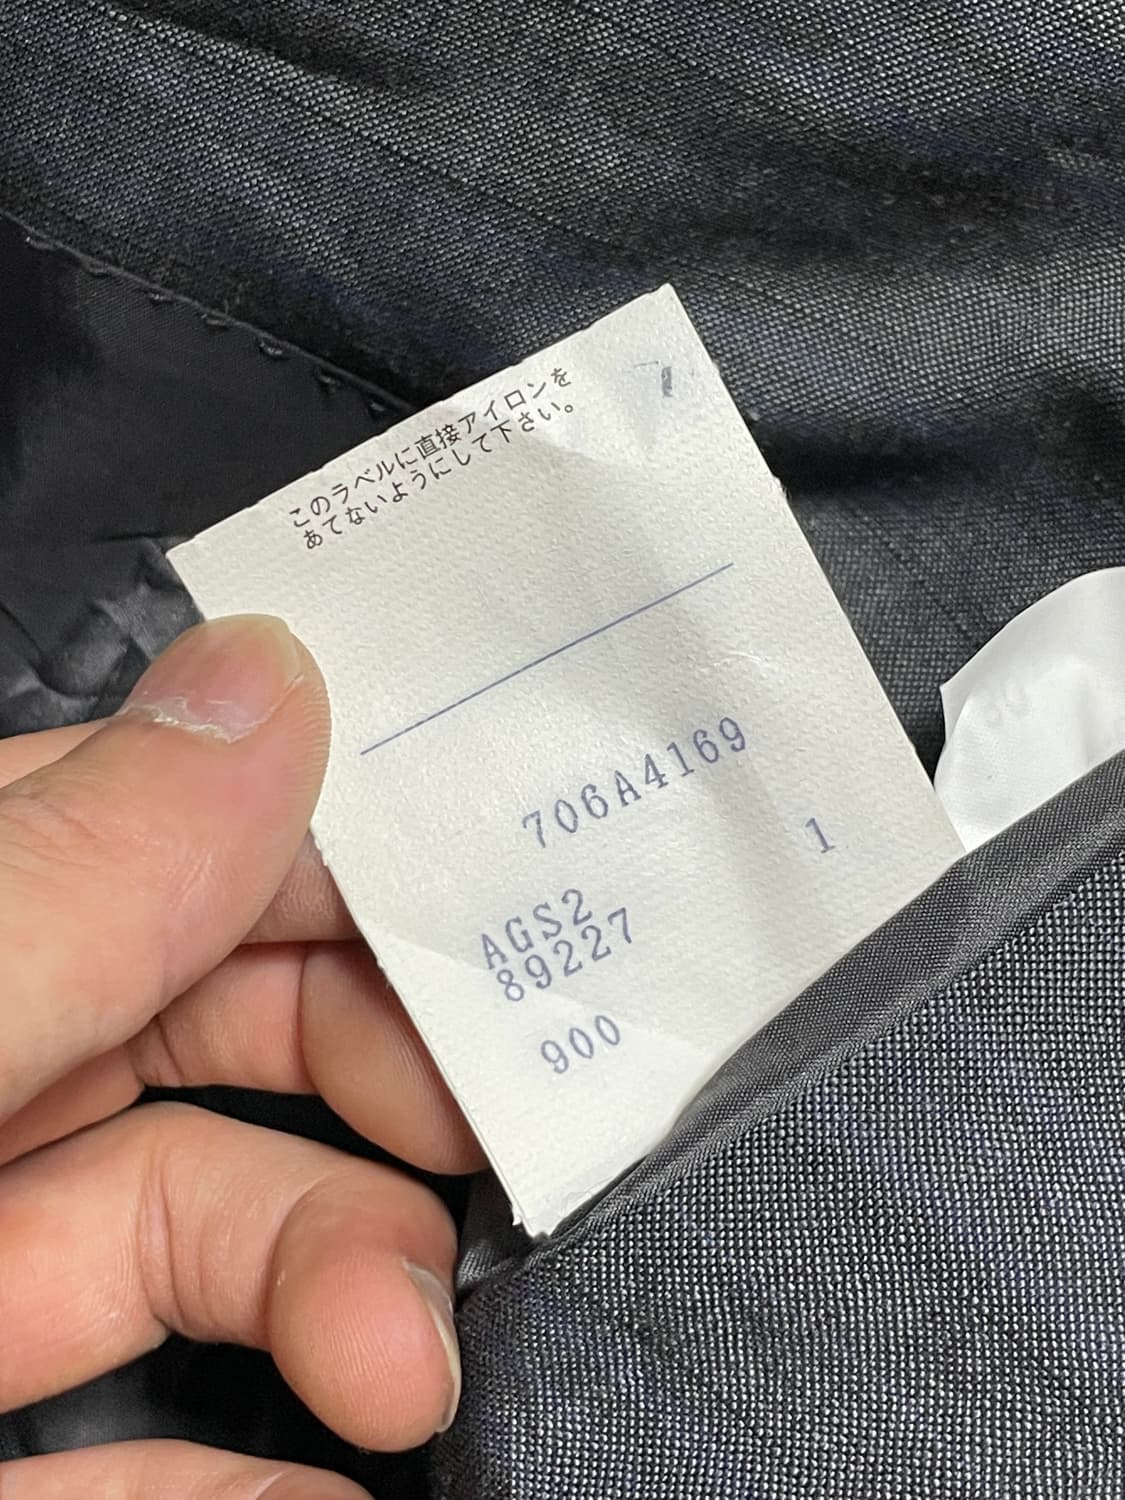 このラベルに直接アイロンを
あてないようにして下さい。
706A4169
1
AGS2
89227
900